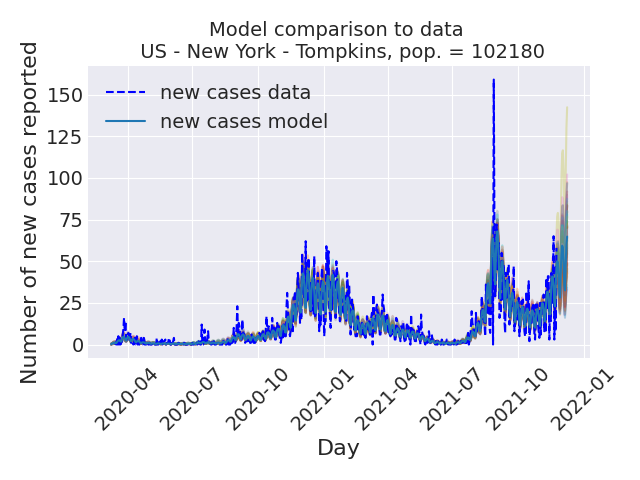 Model comparison to data
US - New York - Tompkins, pop. = 102180
Number of new cases reported
150
125
100
75
50
25
0
new cases data
new cases model
2020-04
2020-07
2020-10
2021-01
2021-04
2021-07
2021-10
2022-01
Day